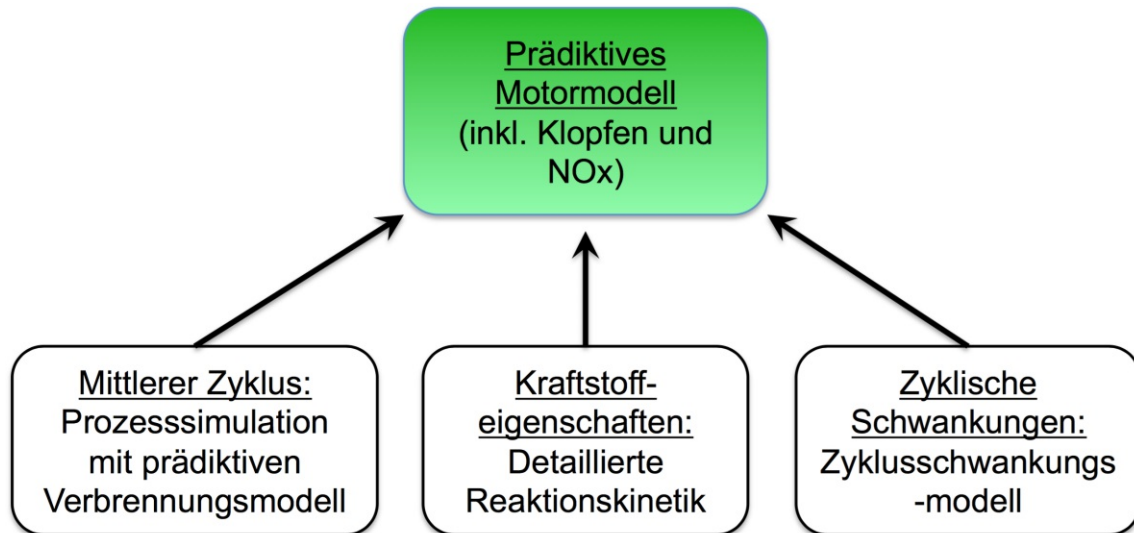 Prädiktives
Motormodell
(inkl. Klopfen und
NOx)
Mittlerer Zyklus:
Prozesssimulation
mit prädiktiven
Verbrennungsmodell
Kraftstoff-
eigenschaften:
Detaillierte
Reaktionskinetik
Zyklische
Schwankungen:
Zyklusschwankungs
-modell